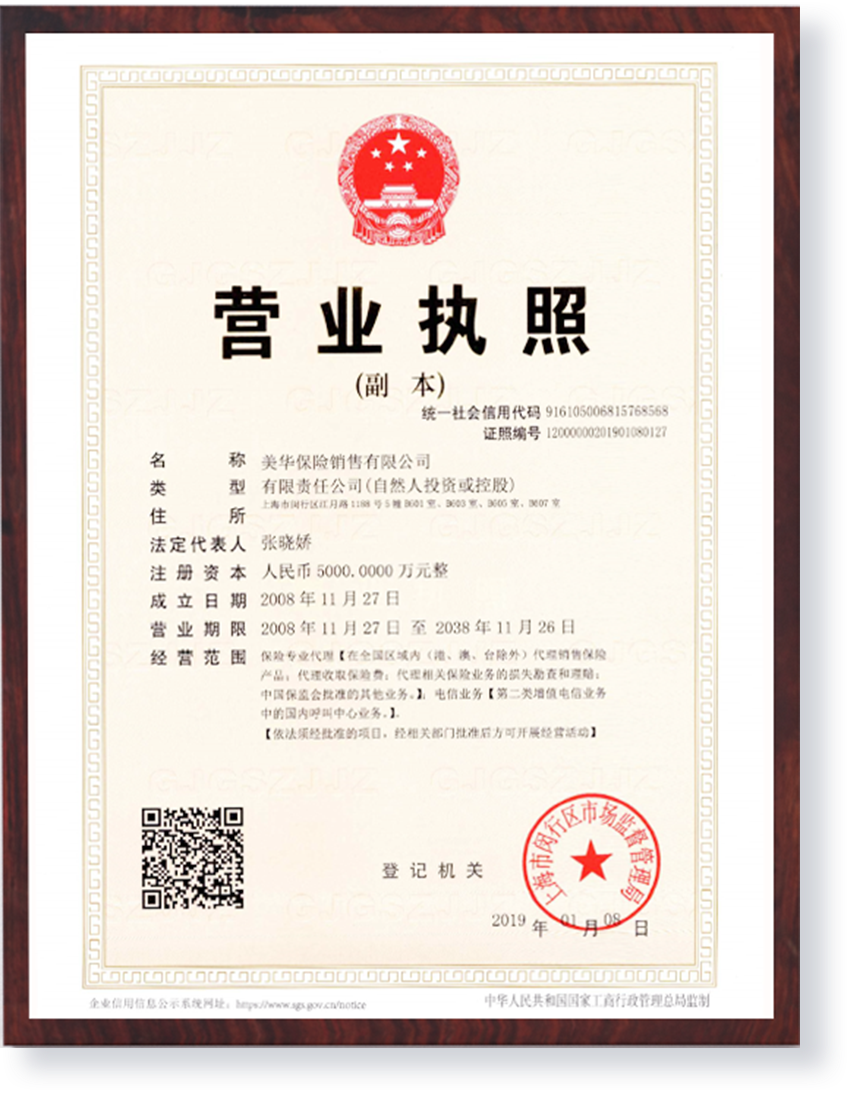 营业执照
(副 本)
统一社会信用代码 916105006815768568
证照编号 12000000201901080127
名 称 美华保险销售有限公司
类 型 有限责任公司(自然人投资或控股)
住 所 上海市闵行区江月路1188号5幢B601室、B603室、B605室、B607室
法定代表人 张晓娇
注册资本 人民币5000.0000万元整
成立日期 2008年11月27日
营业期限 2008年11月27日 至 2038年11月26日
经营范围 保险专业代理【在全国区域内（港、澳、台除外）代理销售保险
产品；代理收取保险费；代理相关保险业务的损失勘查和理赔；
中国保监会批准的其他业务。】；电信业务【第二类增值电信业务
中的国内呼叫中心业务。】.
【依法须经批准的项目，经相关部门批准后方可开展经营活动】
上海市闵行区市场监督管理局
登记机关
2019年01月08日
企业信用信息公示系统网址：https://www.sgs.gov.cn/notice
中华人民共和国国家工商行政管理总局监制